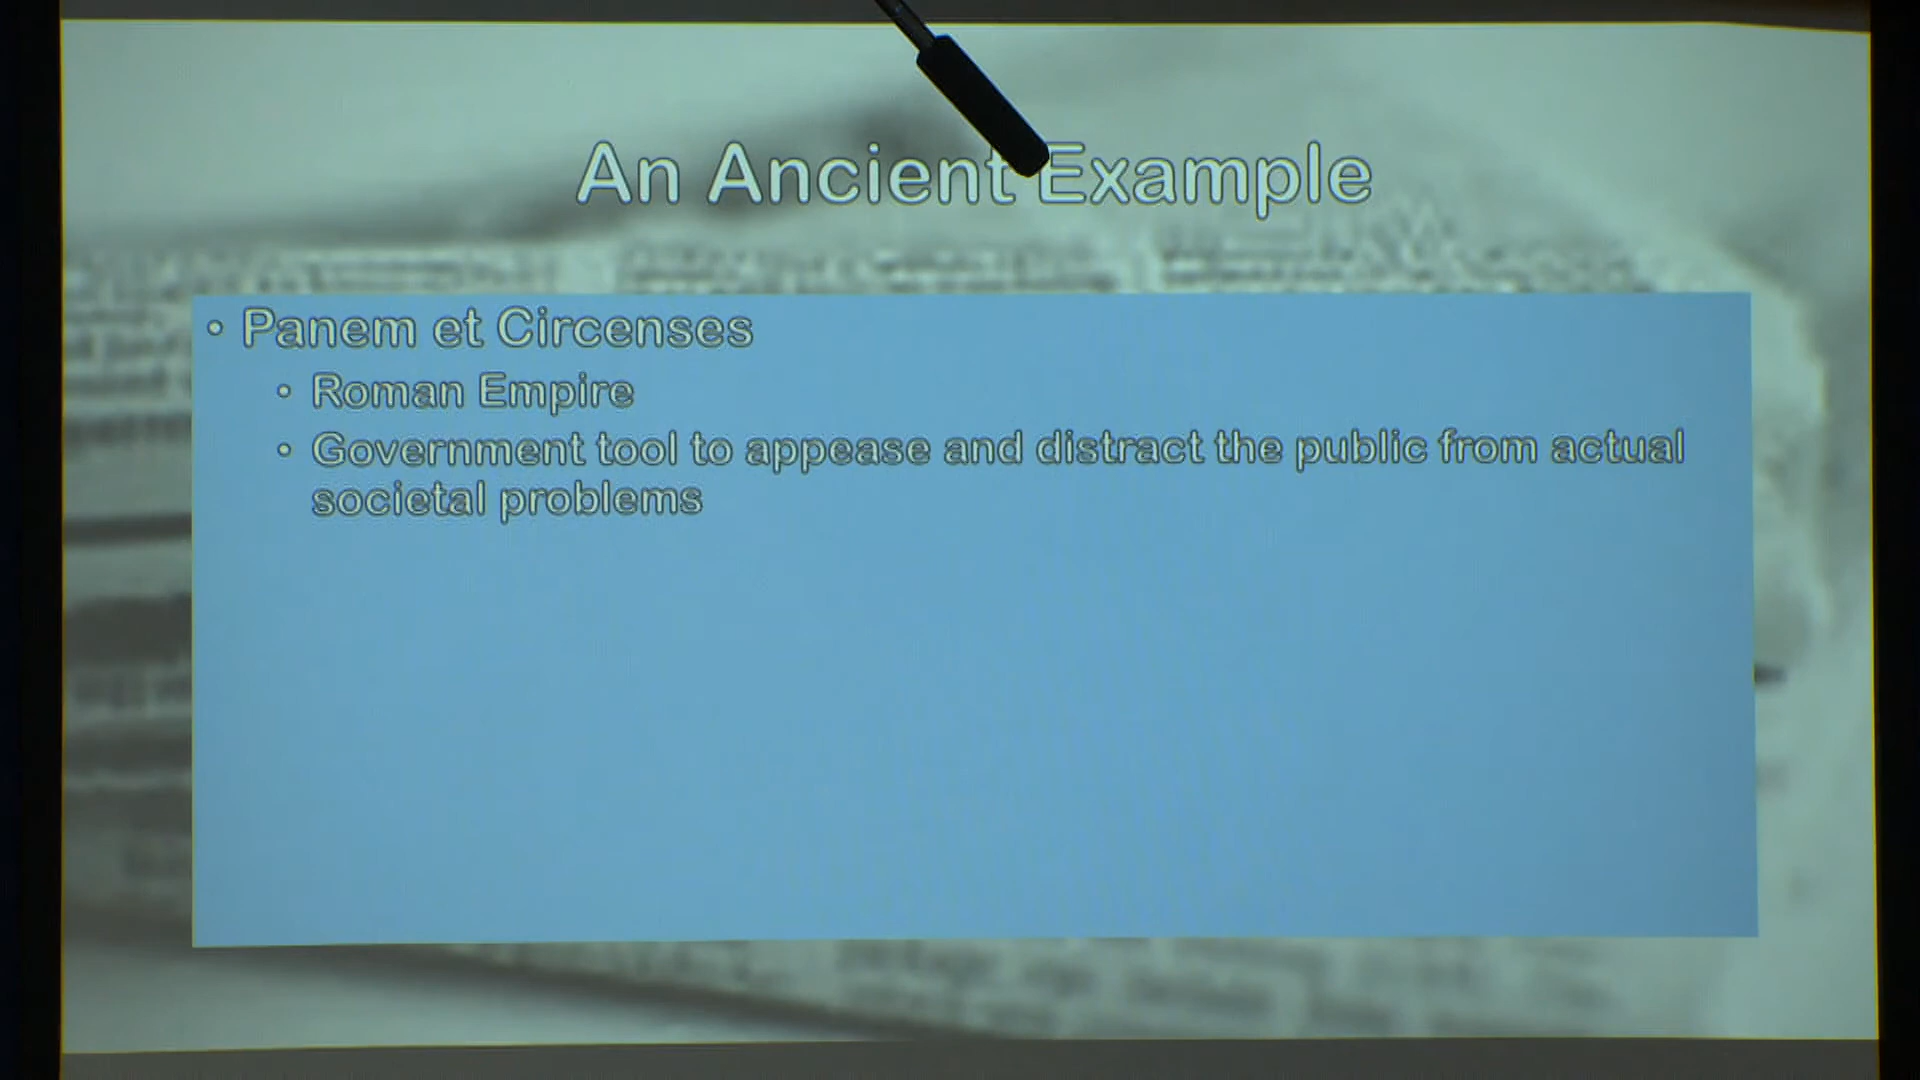 An Ancient Example
• Panem et Circenses
• Roman Empire
• Government tool to appease and distract the public from actual
societal problems